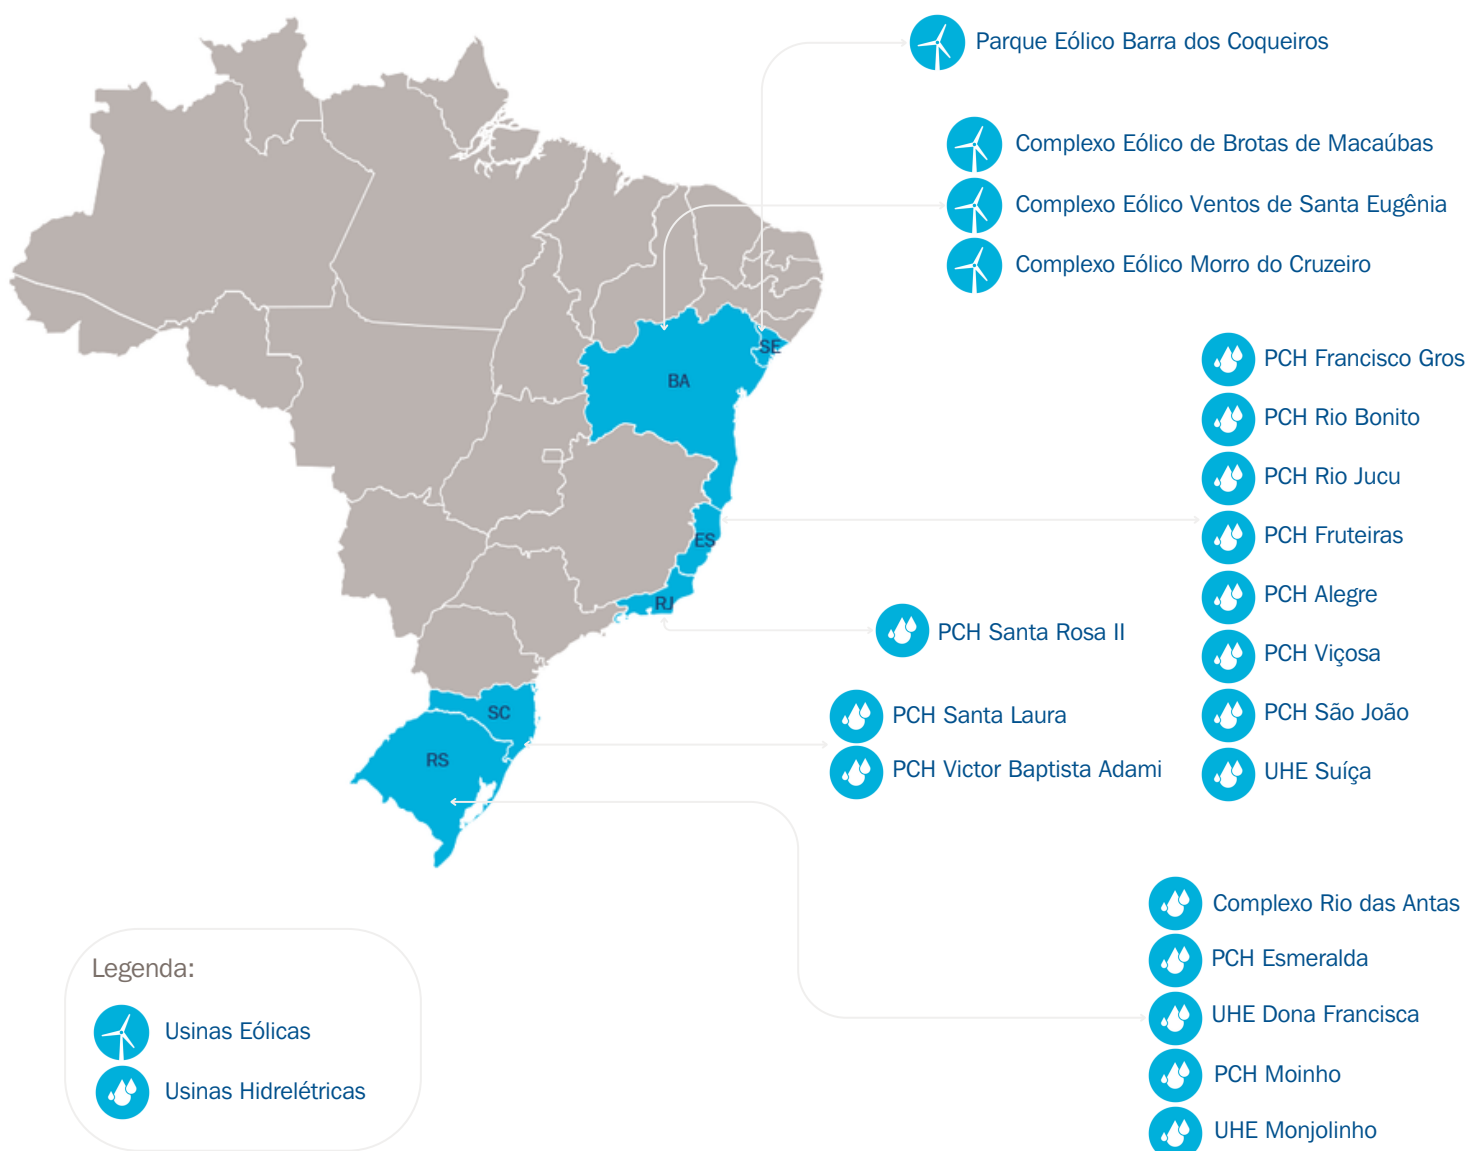 Parque Eólico Barra dos Coqueiros
Complexo Eólico de Brotas de Macaúbas
Complexo Eólico Ventos de Santa Eugênia
Complexo Eólico Morro do Cruzeiro
SE
BA
ES
RJ
SC
RS
PCH Francisco Gros
PCH Rio Bonito
PCH Rio Jucu
PCH Fruteiras
PCH Alegre
PCH Viçosa
PCH São João
UHE Suíça
PCH Santa Rosa II
PCH Santa Laura
PCH Victor Baptista Adami
Complexo Rio das Antas
PCH Esmeralda
UHE Dona Francisca
PCH Moinho
UHE Monjolinho
Legenda:
Usinas Eólicas
Usinas Hidrelétricas